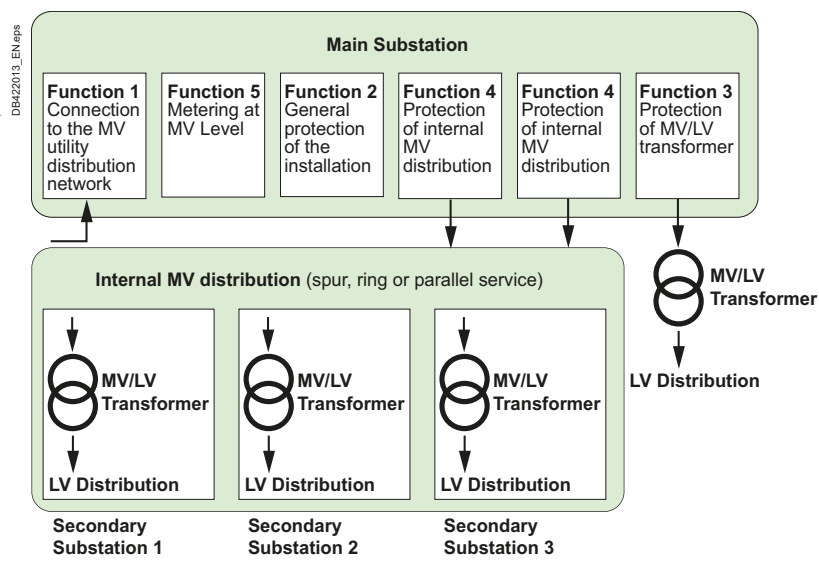 DB422013_EN.eps
Main Substation
Function 1
Connection
to the MV
utility
distribution
network
Function 5
Metering at
MV Level
Function 2
General
protection
of the
installation
Function 4
Protection
of internal
MV
distribution
Function 4
Protection
of internal
MV
distribution
Function 3
Protection
of MV/LV
transformer
Internal MV distribution (spur, ring or parallel service)
MV/LV
Transformer
LV Distribution
MV/LV
Transformer
LV Distribution
MV/LV
Transformer
LV Distribution
MV/LV
Transformer
LV Distribution
Secondary
Substation 1
Secondary
Substation 2
Secondary
Substation 3